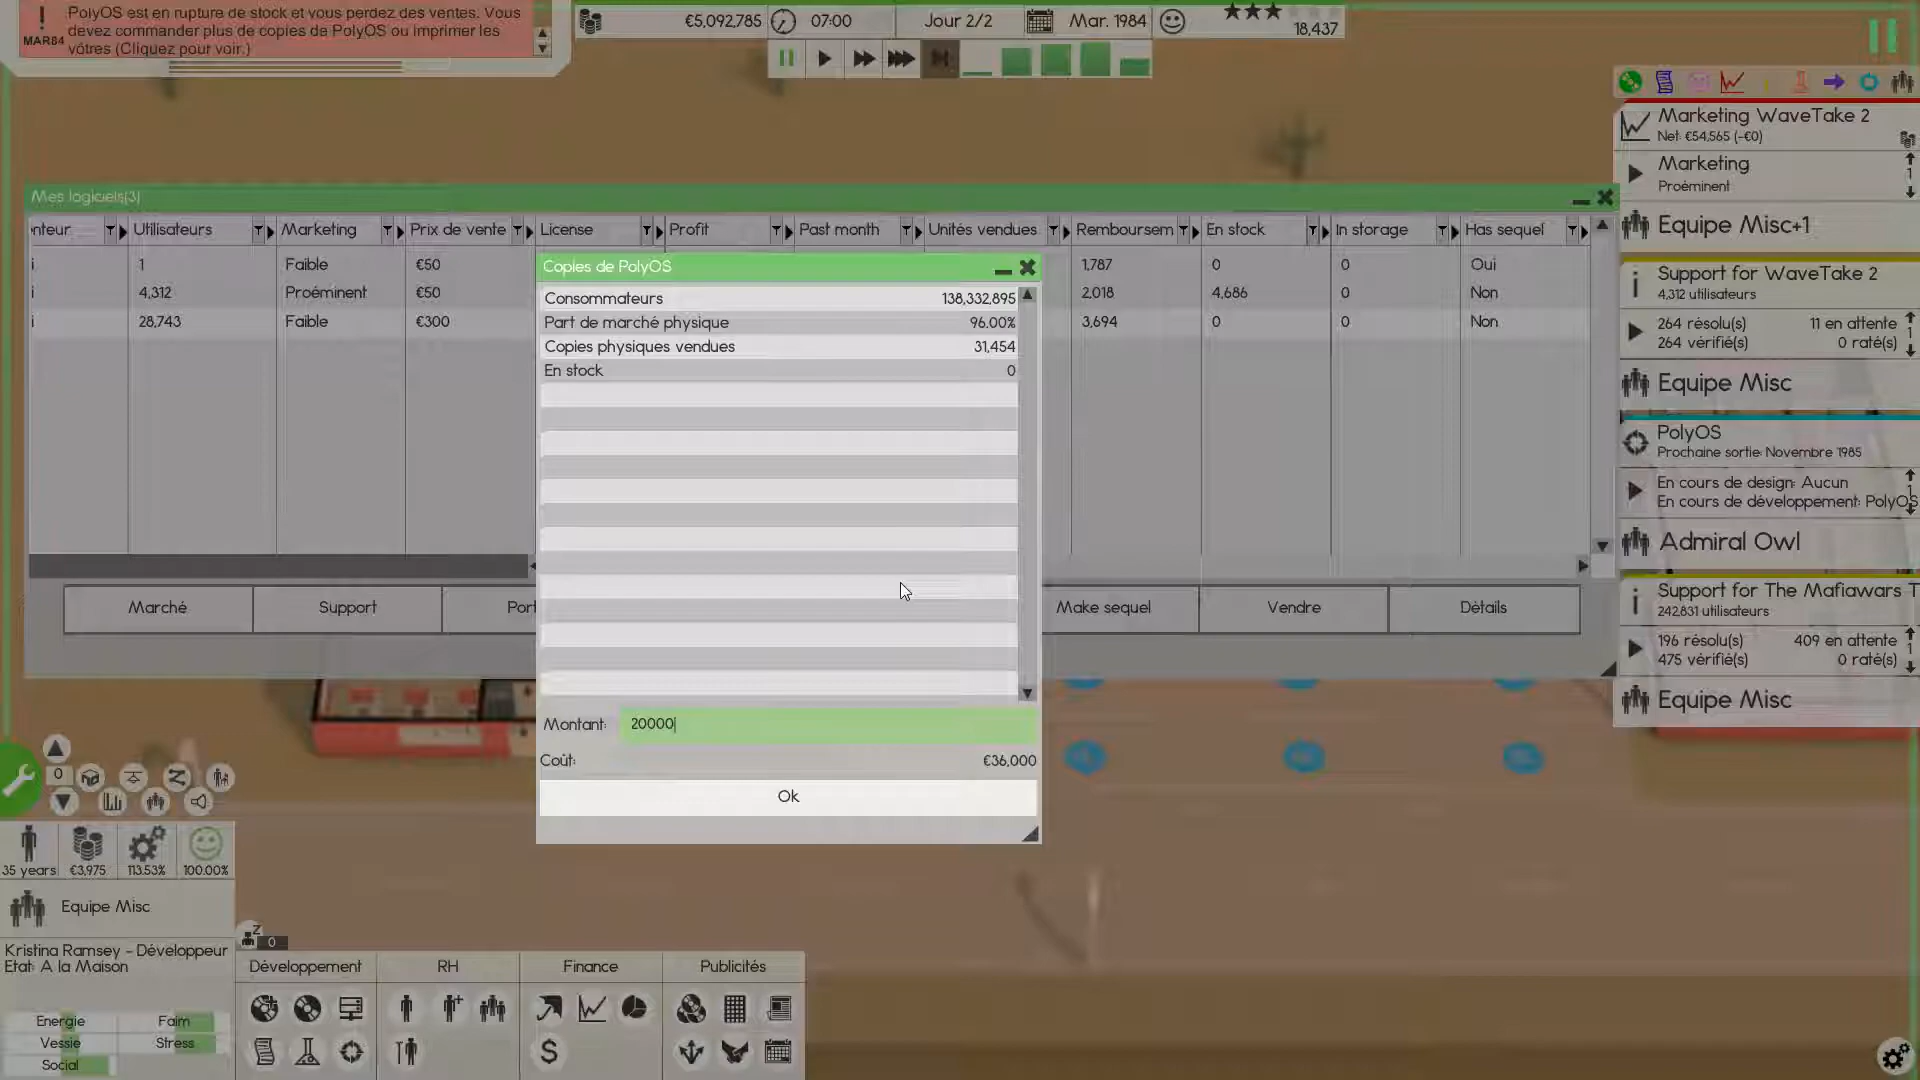 PolyOS est en rupture de stock et vous perdez des ventes. Vous
devez commander plus de copies de PolyOS ou imprimer les
vôtres (Cliquez pour voir.)
MAR84
€5,092,785
07:00
Jour 2/2
Mar. 1984
18,437
Marketing WaveTake 2
Net: €54,565 (-€0)
Marketing
Proéminent
1
Equipe Misc+1
Support for WaveTake 2
4,312 utilisateurs
264 résolu(s) 11 en attente
264 vérifié(s) 0 raté(s)
1
Equipe Misc
PolyOS
Prochaine sortie: Novembre 1985
En cours de design: Aucun
En cours de développement: PolyOS
1
Admiral Owl
Support for The Mafiawars T
242,831 utilisateurs
196 résolu(s) 409 en attente
475 vérifié(s) 0 raté(s)
1
Equipe Misc
Mes logiciels(3)
nteur Utilisateurs Marketing Prix de vente License Profit Past month Unités vendues Remboursem En stock In storage Has sequel
i 1 Faible €50 1,787 0 0 Oui
i 4,312 Proéminent €50 2,018 4,686 0 Non
i 28,743 Faible €300 3,694 0 0 Non
Marché Support Port Make sequel Vendre Détails
Copies de PolyOS
Consommateurs 138,332,895
Part de marché physique 96.00%
Copies physiques vendues 31,454
En stock 0
Montant: 20000
Coût: €36,000
Ok
0
35 years €3,975 113.53% 100.00%
Equipe Misc
Kristina Ramsey - Développeur
Etat: A la Maison
Energie Faim
Vessie Stress
Social
Z
0
Développement RH Finance Publicités